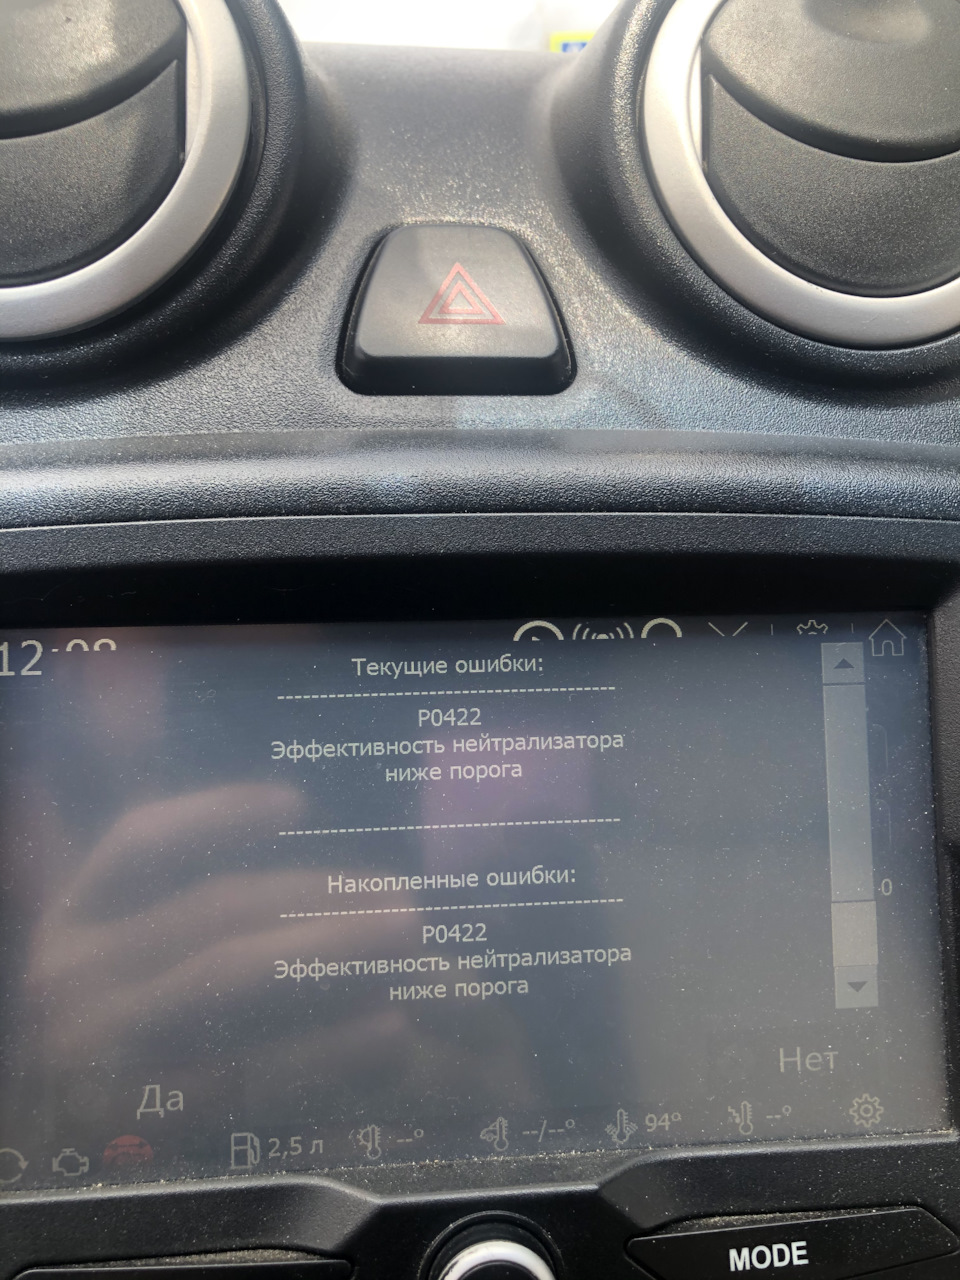 Текущие ошибки:
-----------------------------------------
P0422
Эффективность нейтрализатора
ниже порога
-----------------------------------------
Накопленные ошибки:
-----------------------------------------
0
P0422
Эффективность нейтрализатора
ниже порога
Нет
Да
2,5 л
--°
--/--°
94°
--°
MODE